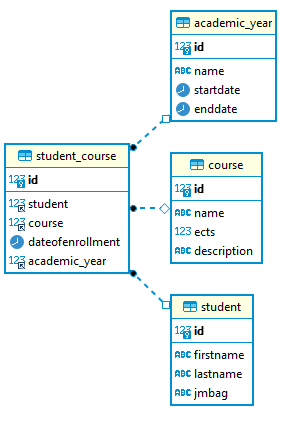 academic_year
123 id
ABC name
startdate
enddate
student_course
123 id
123 student
123 course
dateofenrollment
123 academic_year
course
123 id
ABC name
123 ects
ABC description
student
123 id
ABC firstname
ABC lastname
ABC jmbag